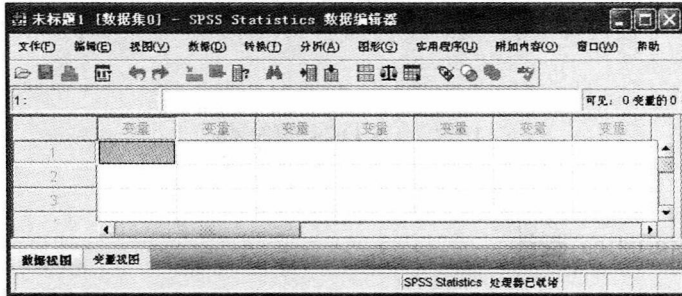 未标题1 [数据集0] - SPSS Statistics 数据编辑器
文件(F) 编辑(E) 视图(V) 数据(D) 转换(T) 分析(A) 图形(G) 实用程序(U) 附加内容(O) 窗口(W) 帮助
1: 可见: 0 变量的 0
变量 变量 变量 变量 变量 变量 变量
1
2
3
数据视图 变量视图
SPSS Statistics 处理器已就绪